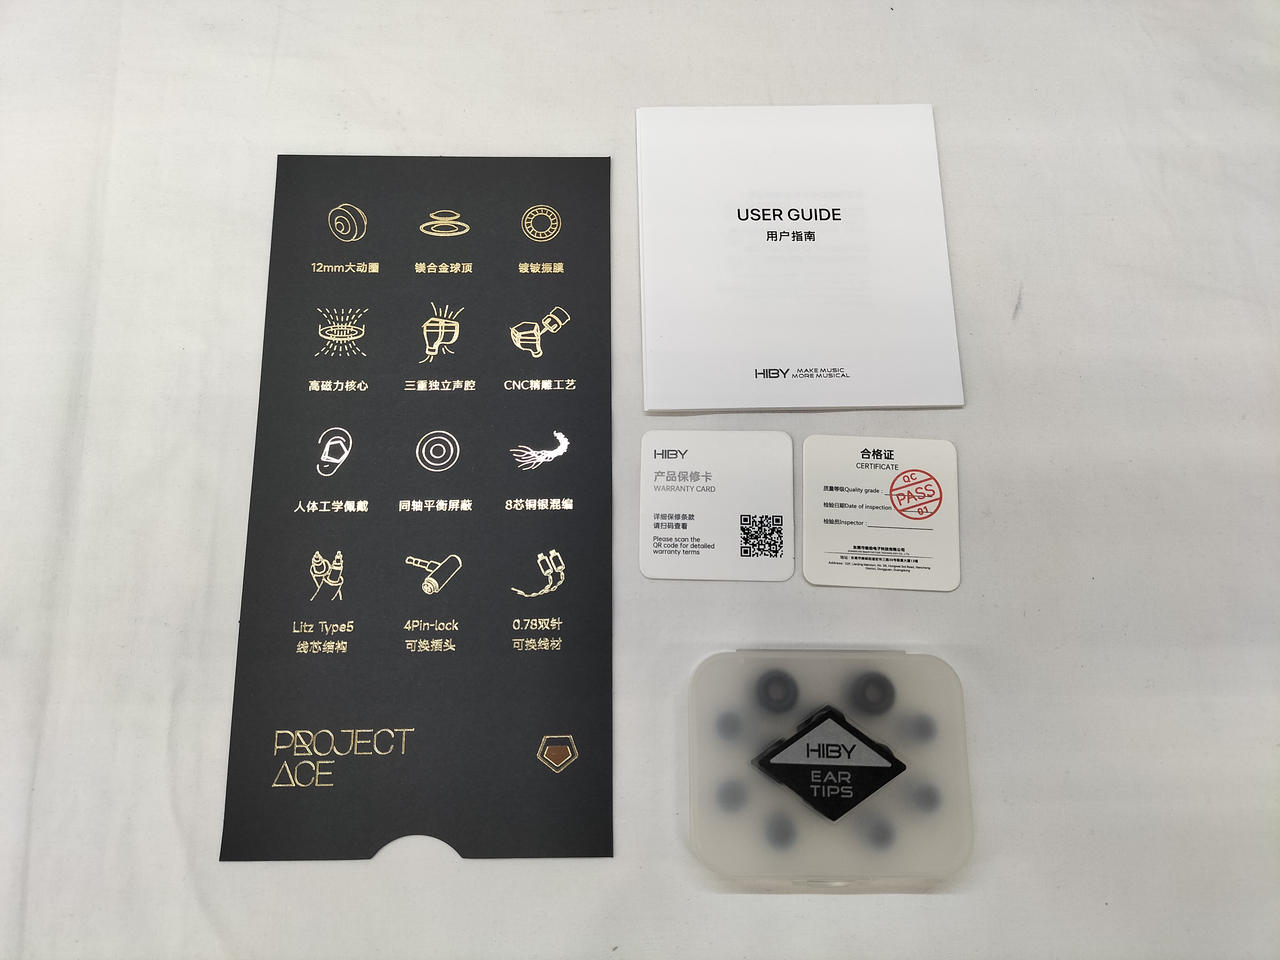 12mm大动圈
镁合金球顶
镀铍振膜
高磁力核心
三重独立声腔
CNC精雕工艺
人体工学佩戴
同轴平衡屏蔽
8芯铜银混编
Litz Type5
线芯结构
4Pin-lock
可换插头
0.78双针
可换线材
PROJECT
ACE
USER GUIDE
用户指南
HIBY MAKE MUSIC
MORE MUSICAL
HIBY
产品保修卡
WARRANTY CARD
详细保修条款
请扫码查看
Please scan the
QR code for detailed
warranty terms
合格证
CERTIFICATE
质量等级Quality grade：
检验日期Date of inspection
检验员Inspector：
QC
PASS
01
HIBY
EAR
TIPS